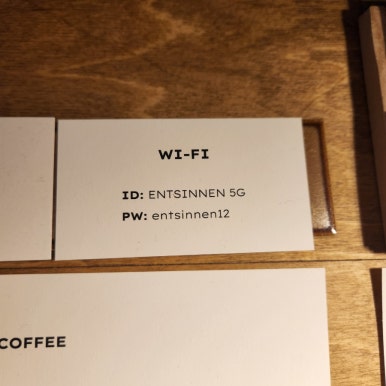 WI-FI
ID: ENTSINNEN 5G
PW: entsinnen12
COFFEE